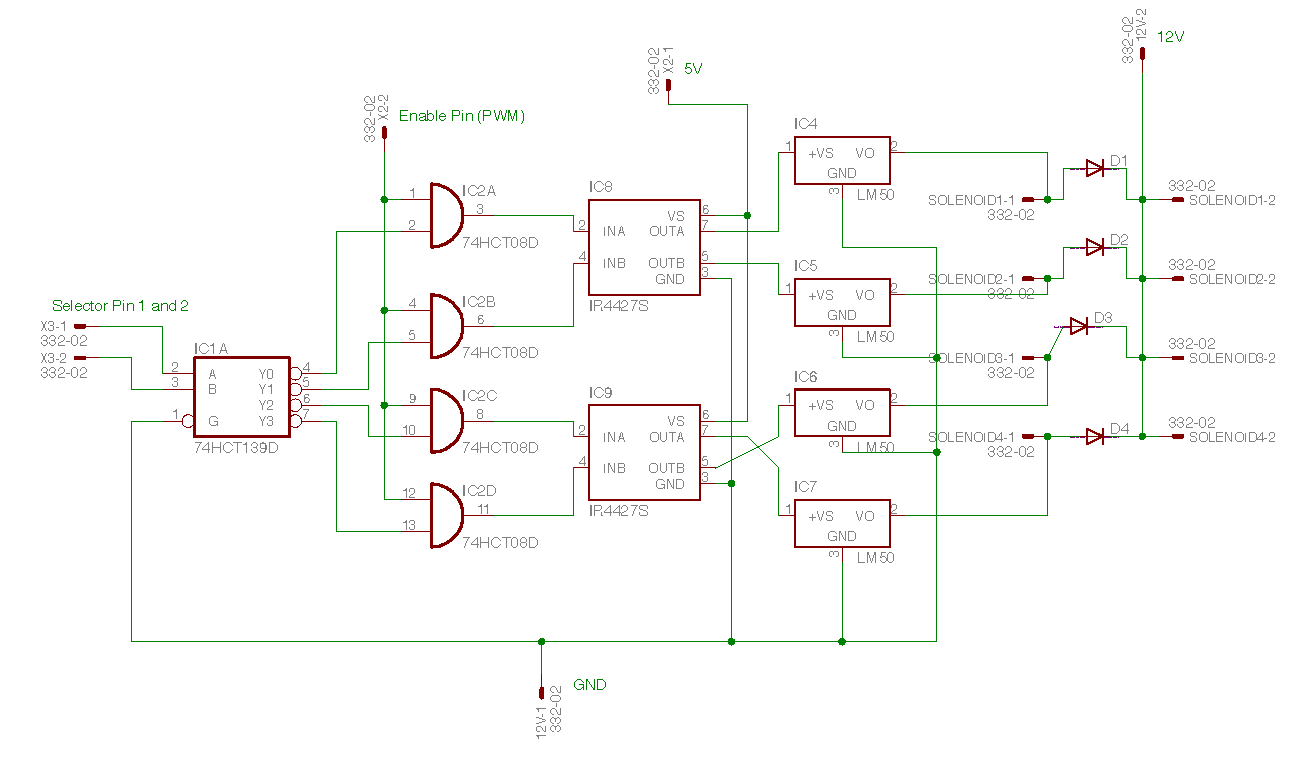 332-02
12V-2
12V
332-02
X2-1
5V
332-02
X2-2
Enable Pin (PWM)
IC4
1
+VS
VO
2
GND
3
LM50
D1
332-02
SOLENOID1-1
SOLENOID1-2
332-02
1
IC2A
3
2
74HCT08D
IC8
VS
6
2
INA
OUTA
7
4
INB
OUTB
5
GND
3
IR4427S
D2
332-02
SOLENOID2-1
SOLENOID2-2
332-02
IC5
1
+VS
VO
2
GND
3
LM50
4
IC2B
6
5
74HCT08D
Selector Pin 1 and 2
X3-1
332-02
X3-2
332-02
IC1A
2
A
Y0
4
3
B
Y1
5
Y2
6
1
G
Y3
7
74HCT139D
D3
332-02
SOLENOID3-1
SOLENOID3-2
332-02
IC6
1
+VS
VO
2
GND
3
LM50
9
IC2C
8
10
74HCT08D
IC9
VS
6
2
INA
OUTA
7
4
INB
OUTB
5
GND
3
IR4427S
332-02
SOLENOID4-1
D4
SOLENOID4-2
332-02
IC7
1
+VS
VO
2
GND
3
LM50
12
IC2D
11
13
74HCT08D
GND
12V-1
332-02